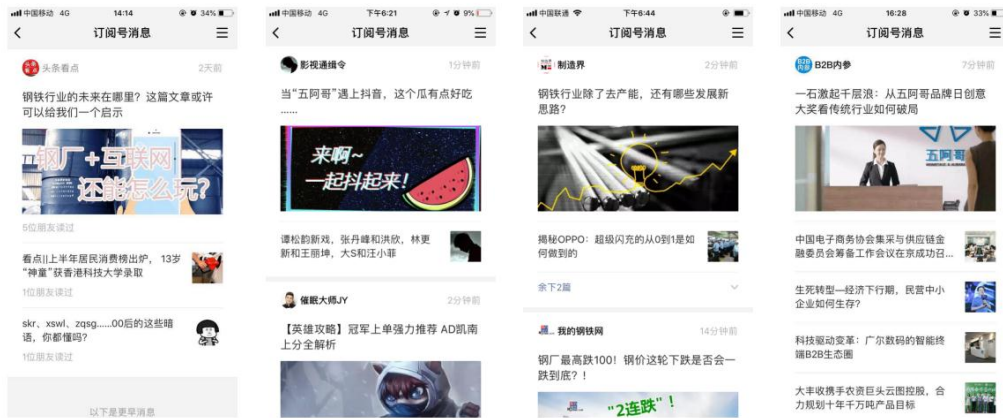 中国移动 4G 14:14 34%
订阅号消息
头条看点 2天前
钢铁行业的未来在哪里？这篇文章或许
可以给我们一个启示
钢厂+互联网
还能怎么玩?
5位朋友读过
看点||上半年居民消费榜出炉， 13岁
“神童”获香港科技大学录取
1位朋友读过
skr、xswl、zqsg......00后的这些暗
语，你都懂吗？
1位朋友读过
以下是更早消息
中国移动 4G 下午6:21 9%
订阅号消息
影视通缉令 1分钟前
当“五阿哥”遇上抖音，这个瓜有点好吃
......
来啊~
一起抖起来!
谭松韵新戏，张丹峰和洪欣，林更
新和王丽坤，大S和汪小菲
催眠大师JY 2分钟前
【英雄攻略】冠军上单强力推荐 AD凯南
上分全解析
中国联通 下午6:44
订阅号消息
制造界 2分钟前
钢铁行业除了去产能，还有哪些发展新
思路？
揭秘OPPO：超级闪充的从0到1是如
何做到的
余下2篇
我的钢铁网 14分钟前
钢厂最高跌100！钢价这轮下跌是否会一
跌到底？！
"2连跌"！
中国移动 4G 16:28 33%
订阅号消息
B2B内参 7分钟前
一石激起千层浪：从五阿哥品牌日创意
大奖看传统行业如何破局
五阿哥
中国电子商务协会集采与供应链金
融委员会筹备工作会议在京成功召...
生死转型—经济下行期，民营中小
企业如何生存?
科技驱动变革：广尔数码的智能终
端B2B生态圈
大丰收携手农资巨头云图控股，合
力规划十年千万吨产品目标